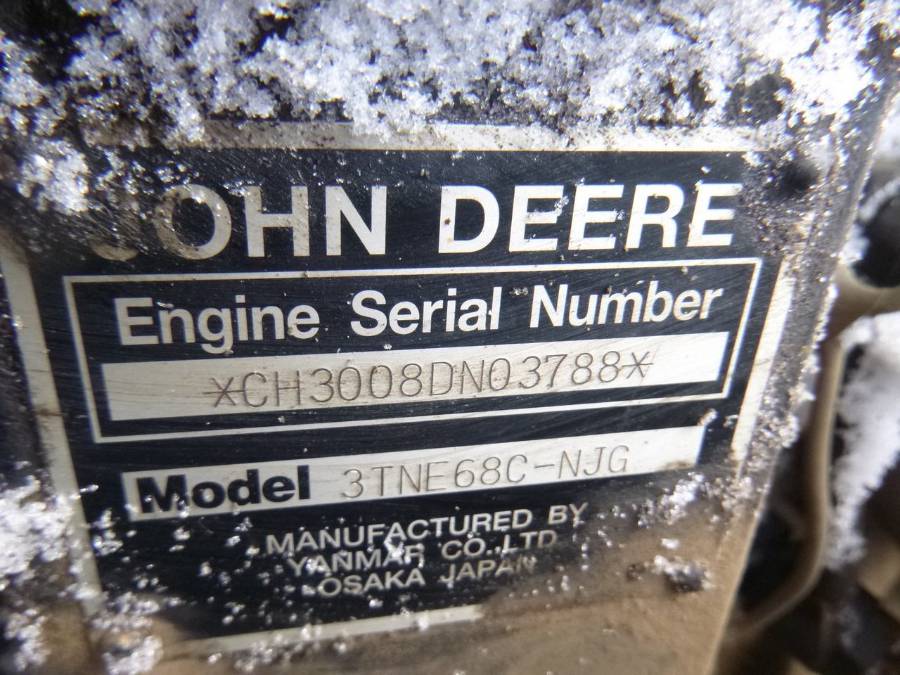 JOHN DEERE
Engine Serial Number
*CH3008DN03788*
Model 3TNE68C-NJG
MANUFACTURED BY
YANMAR CO.,LTD
OSAKA JAPAN